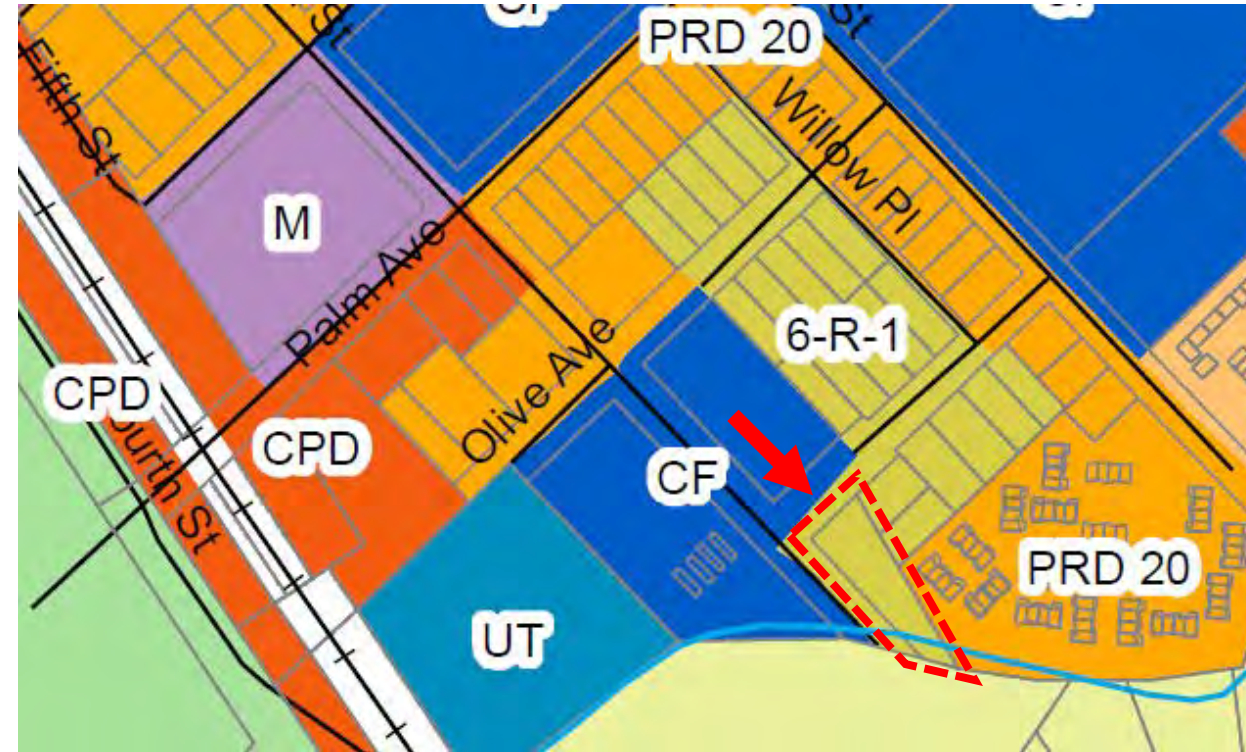 PRD 20
Fifth St
Willow Pl
M
Palm Ave
6-R-1
CPD
Olive Ave
CPD
CF
PRD 20
UT